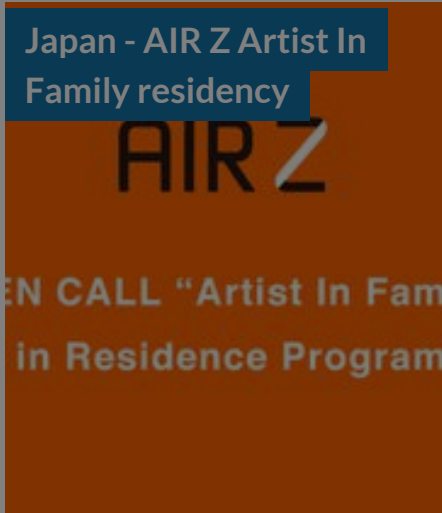 Japan - AIR Z Artist In
Family residency
AIR Z
EN CALL “Artist In Fam
in Residence Program